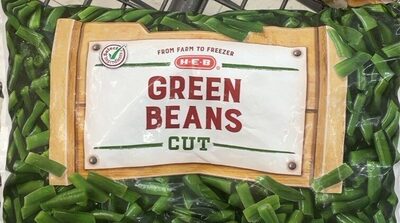 FROM FARM TO FREEZER
H-E-B
GREEN
BEANS
CUT